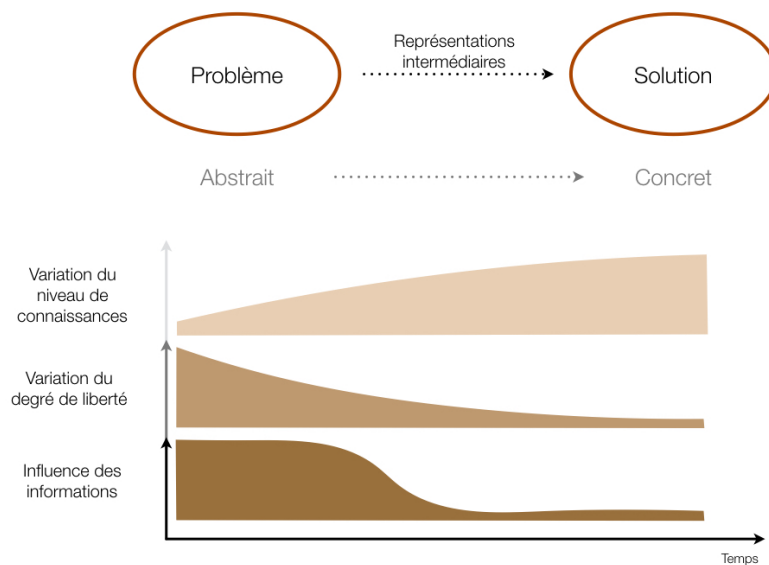 Représentations
intermédiaires
Problème
Solution
Abstrait
Concret
Variation du
niveau de
connaissances
Variation du
degré de liberté
Influence des
informations
Temps